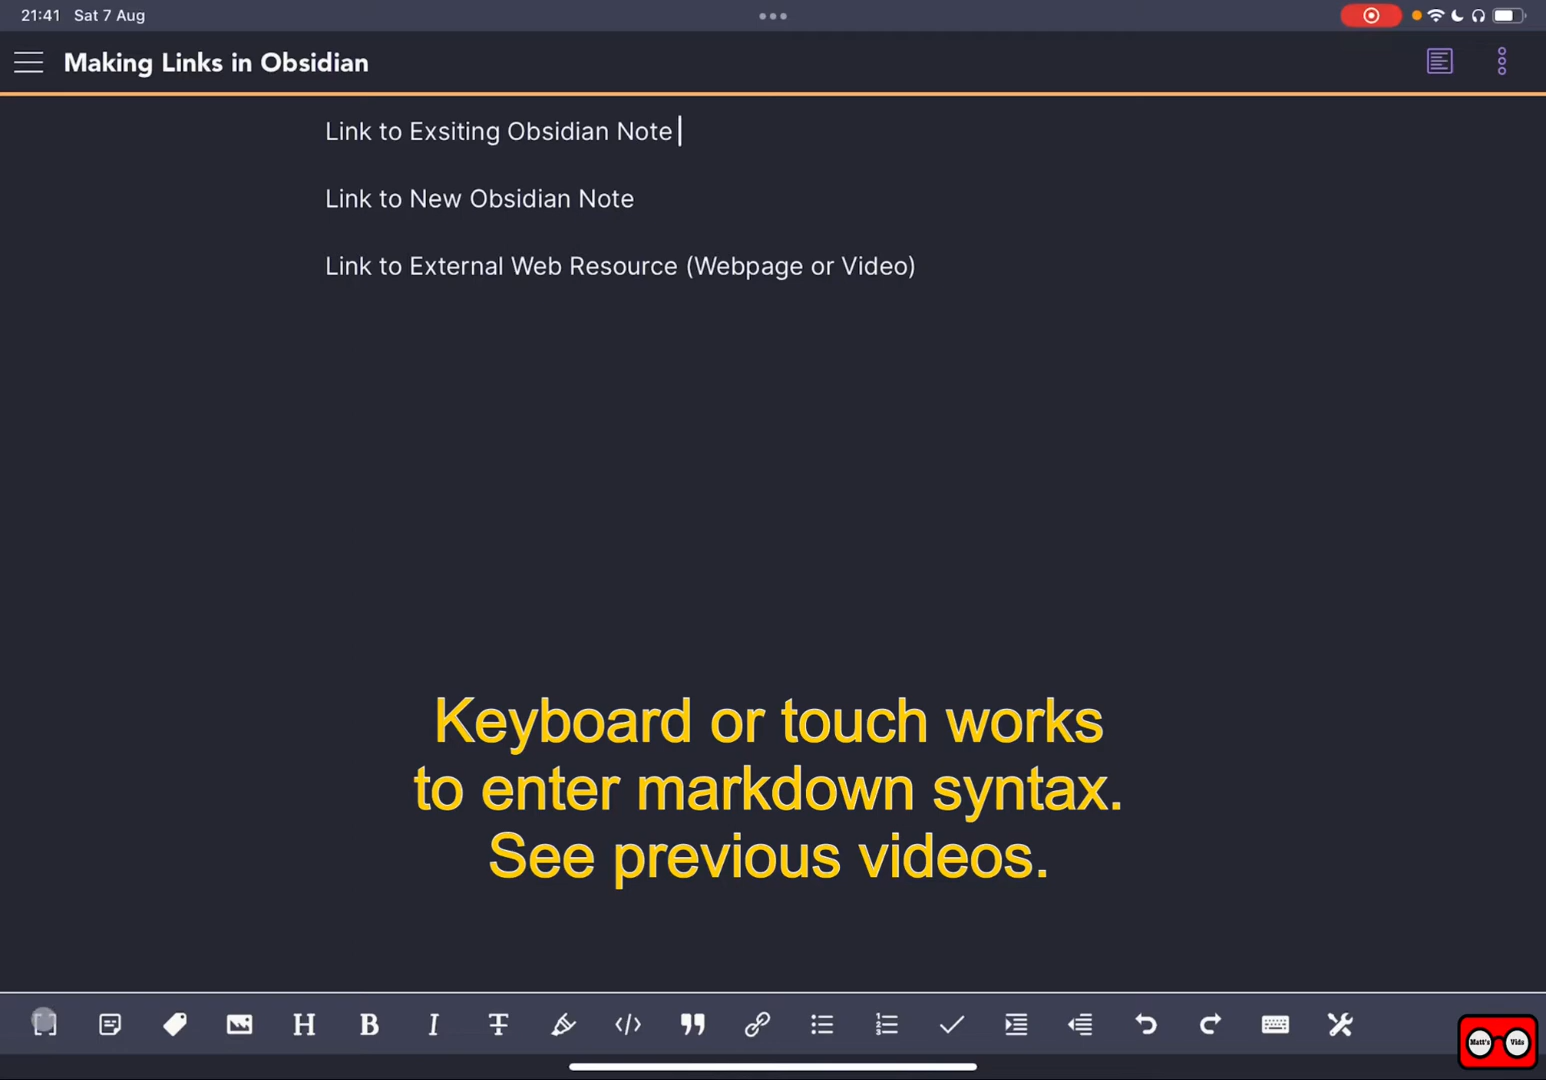 21:41 Sat 7 Aug
Making Links in Obsidian
Link to Exsiting Obsidian Note
Link to New Obsidian Note
Link to External Web Resource (Webpage or Video)
Keyboard or touch works
to enter markdown syntax.
See previous videos.
H B I T
Matt's Vids